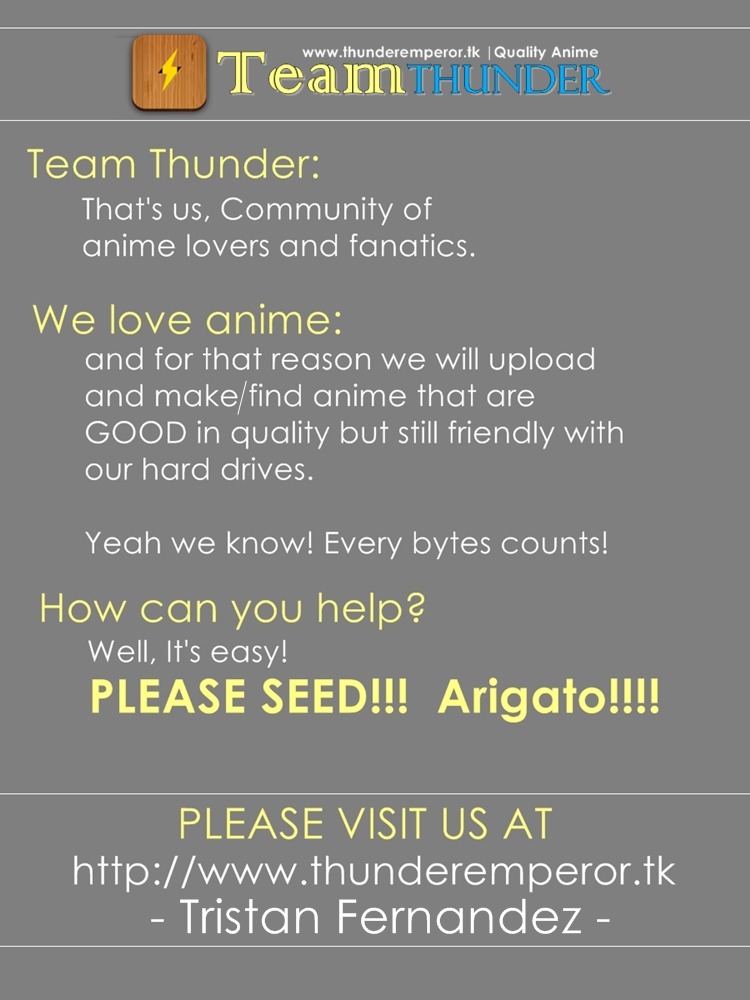 www.thunderemperor.tk | Quality Anime
Team THUNDER
Team Thunder:
That's us, Community of
anime lovers and fanatics.
We love anime:
and for that reason we will upload
and make/find anime that are
GOOD in quality but still friendly with
our hard drives.
Yeah we know! Every bytes counts!
How can you help?
Well, It's easy!
PLEASE SEED!!! Arigato!!!!
PLEASE VISIT US AT
http://www.thunderemperor.tk
- Tristan Fernandez -